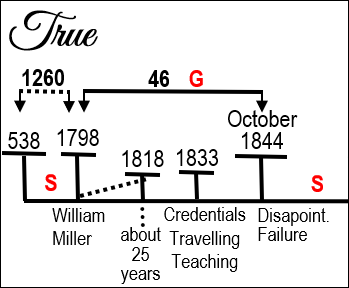 True
1260 46 G
October
538 1798 1818 1833 1844
S S
William
Miller
about
25
years
Credentials
Travelling
Teaching
Disapoint.
Failure